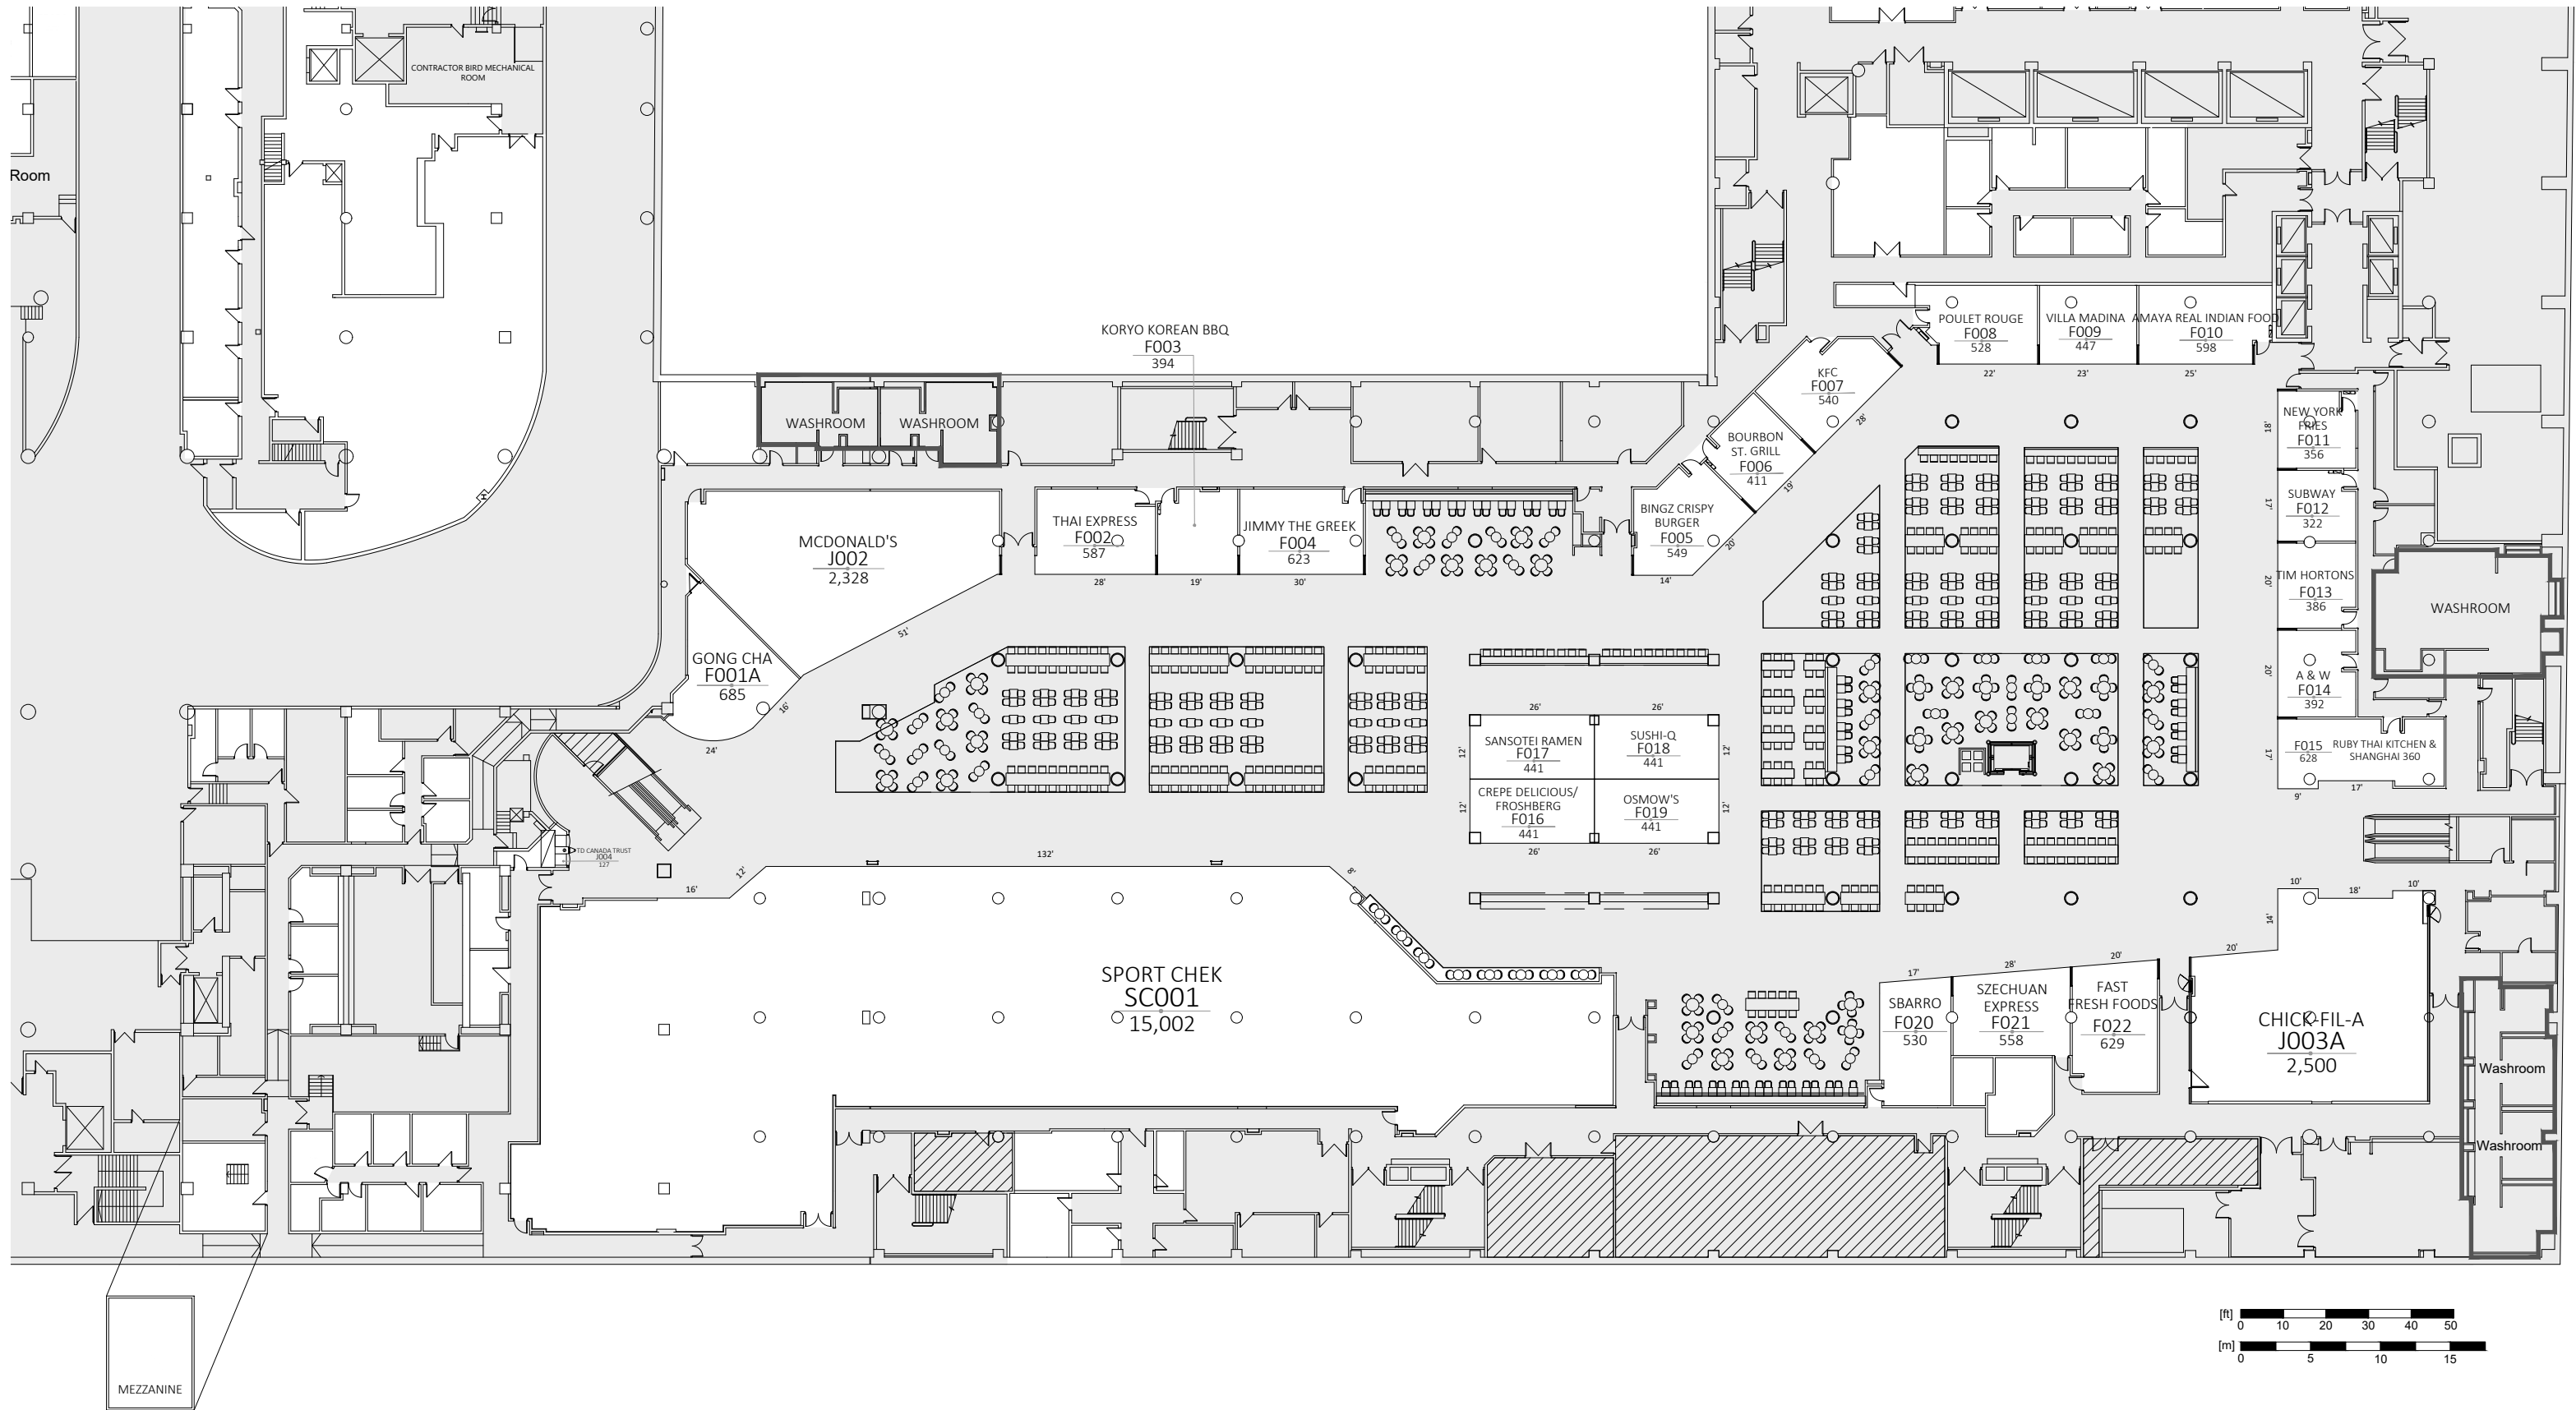 CONTRACTOR BIRD MECHANICAL
ROOM
Room
KORYO KOREAN BBQ
F003
394
WASHROOM
WASHROOM
POULET ROUGE
F008
528
22'
VILLA MADINA
F009
447
23'
AMAYA REAL INDIAN FOOD
F010
598
25'
KFC
F007
540
28'
BOURBON
ST. GRILL
F006
411
19'
BINGZ CRISPY
BURGER
F005
549
20'
14'
MCDONALD'S
J002
2,328
51'
THAI EXPRESS
F002
587
28'
19'
JIMMY THE GREEK
F004
623
30'
NEW YORK
FRIES
F011
356
18'
SUBWAY
F012
322
17'
TIM HORTONS
F013
386
20'
WASHROOM
A & W
F014
392
20'
F015
628
RUBY THAI KITCHEN &
SHANGHAI 360
17'
9'
17'
GONG CHA
F001A
685
16'
24'
26'
26'
SANSOTEI RAMEN
F017
441
12'
SUSHI-Q
F018
441
12'
CREPE DELICIOUS/
FROSHBERG
F016
441
12'
OSMOW'S
F019
441
12'
26'
26'
TD CANADA TRUST
J004
127
16'
12'
132'
8'
SPORT CHEK
SC001
15,002
17'
SBARRO
F020
530
28'
SZECHUAN
EXPRESS
F021
558
20'
FAST
FRESH FOODS
F022
629
10'
18'
10'
14'
20'
CHICK-FIL-A
J003A
2,500
Washroom
Washroom
MEZZANINE
[ft]
0 10 20 30 40 50
[m]
0 5 10 15